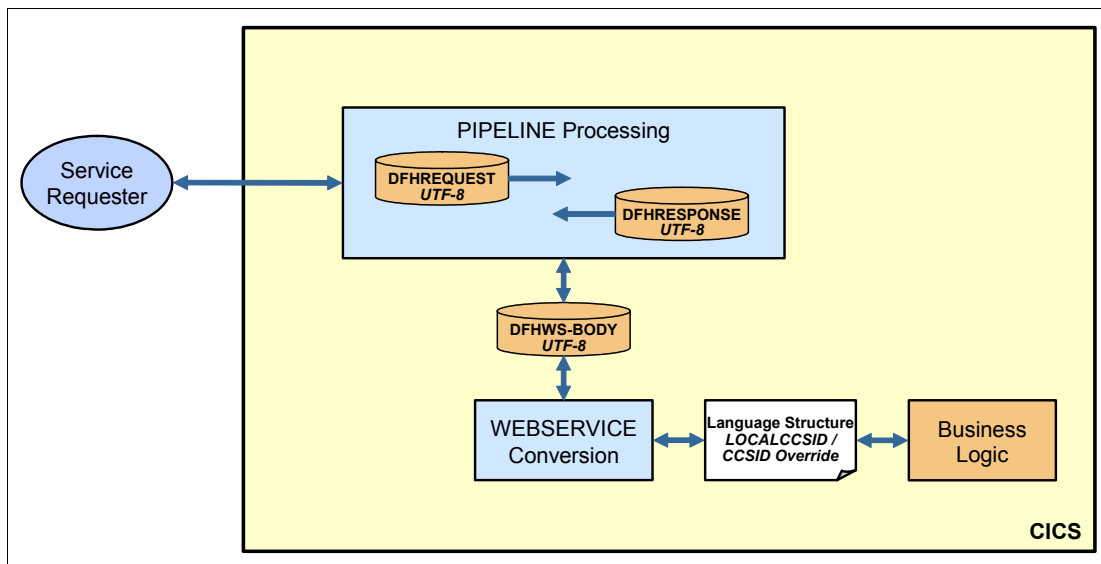 PIPELINE Processing
Service
Requester
DFHREQUEST
UTF-8
DFHRESPONSE
UTF-8
DFHWS-BODY
UTF-8
WEBSERVICE
Conversion
Language Structure
LOCALCCSID /
CCSID Override
Business
Logic
CICS